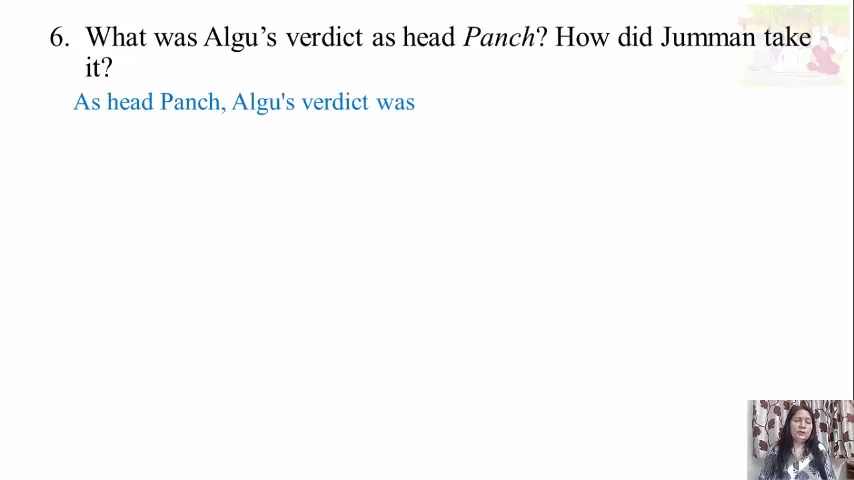 6. What was Algu's verdict as head Panch? How did Jumman take
it?
As head Panch, Algu's verdict was